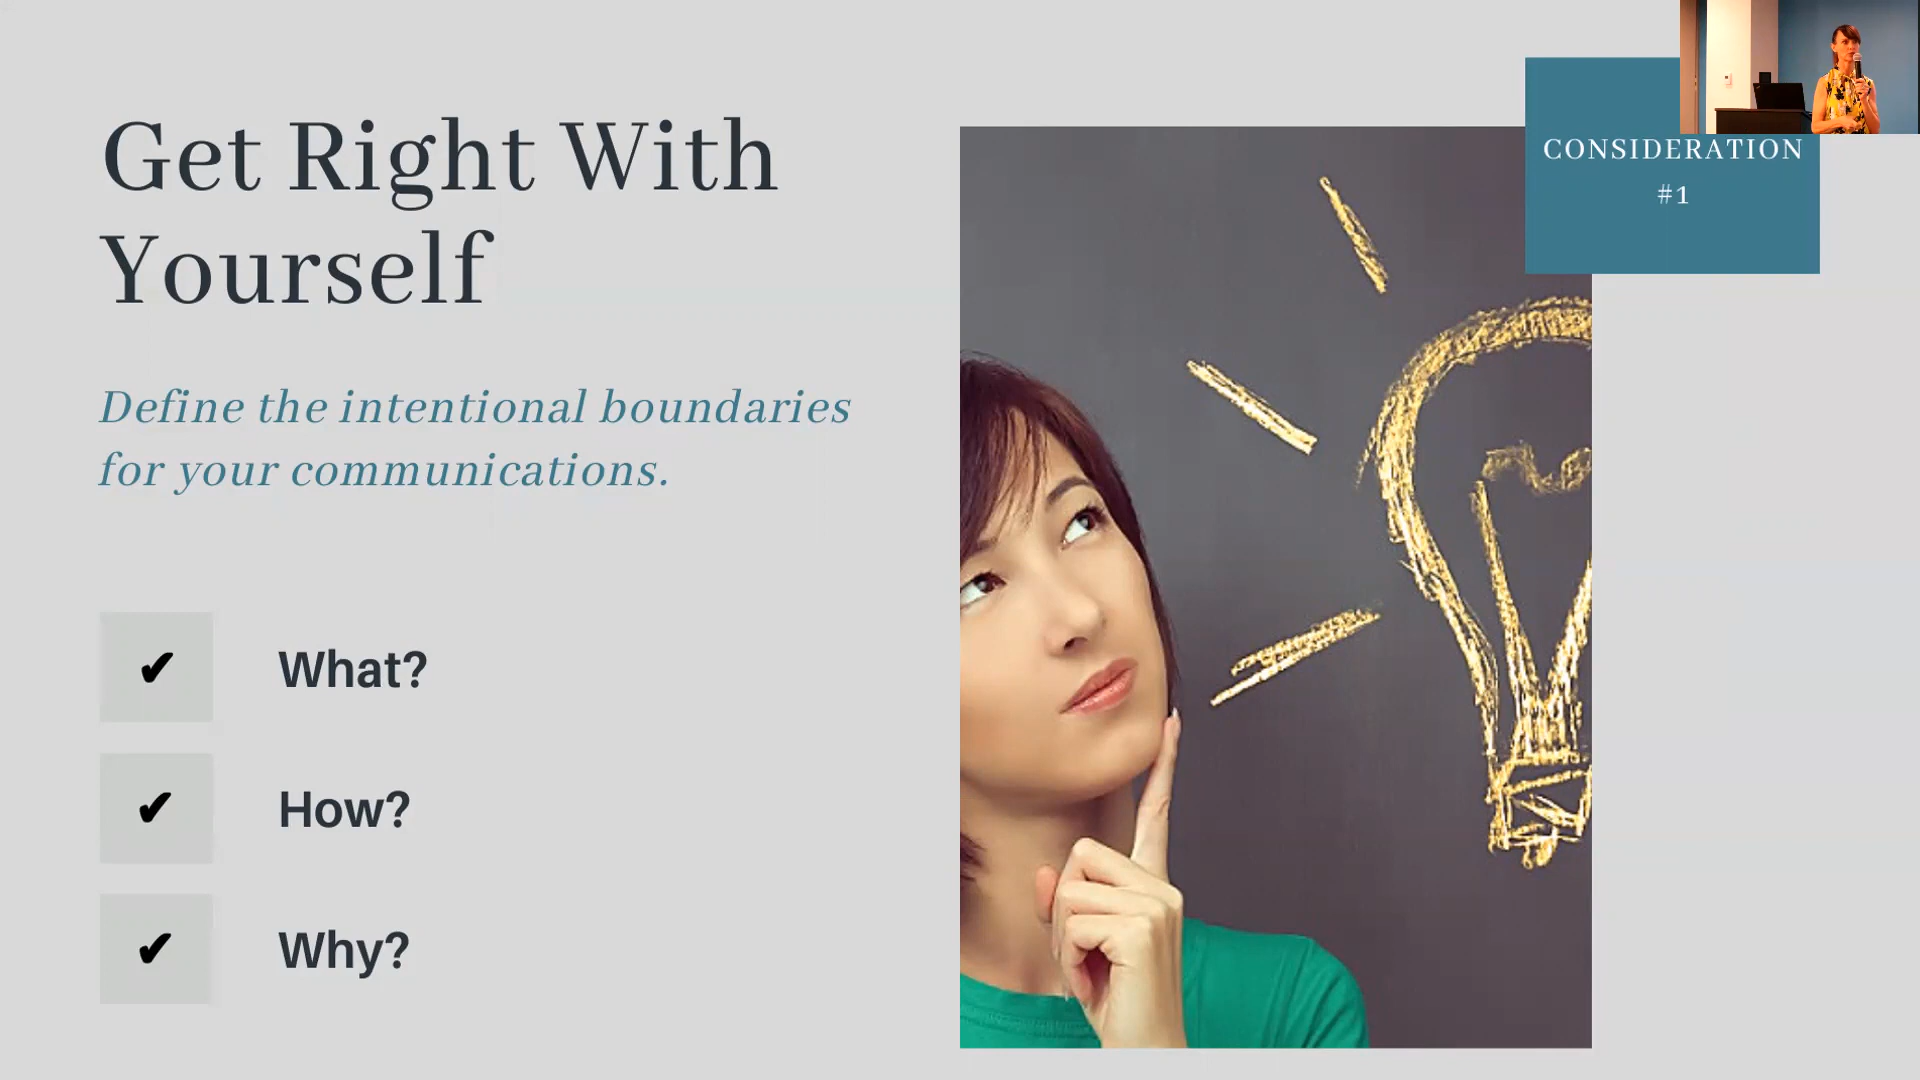 Get Right With
Yourself
Define the intentional boundaries
for your communications.
✔ What?
✔ How?
✔ Why?
CONSIDERATION
#1